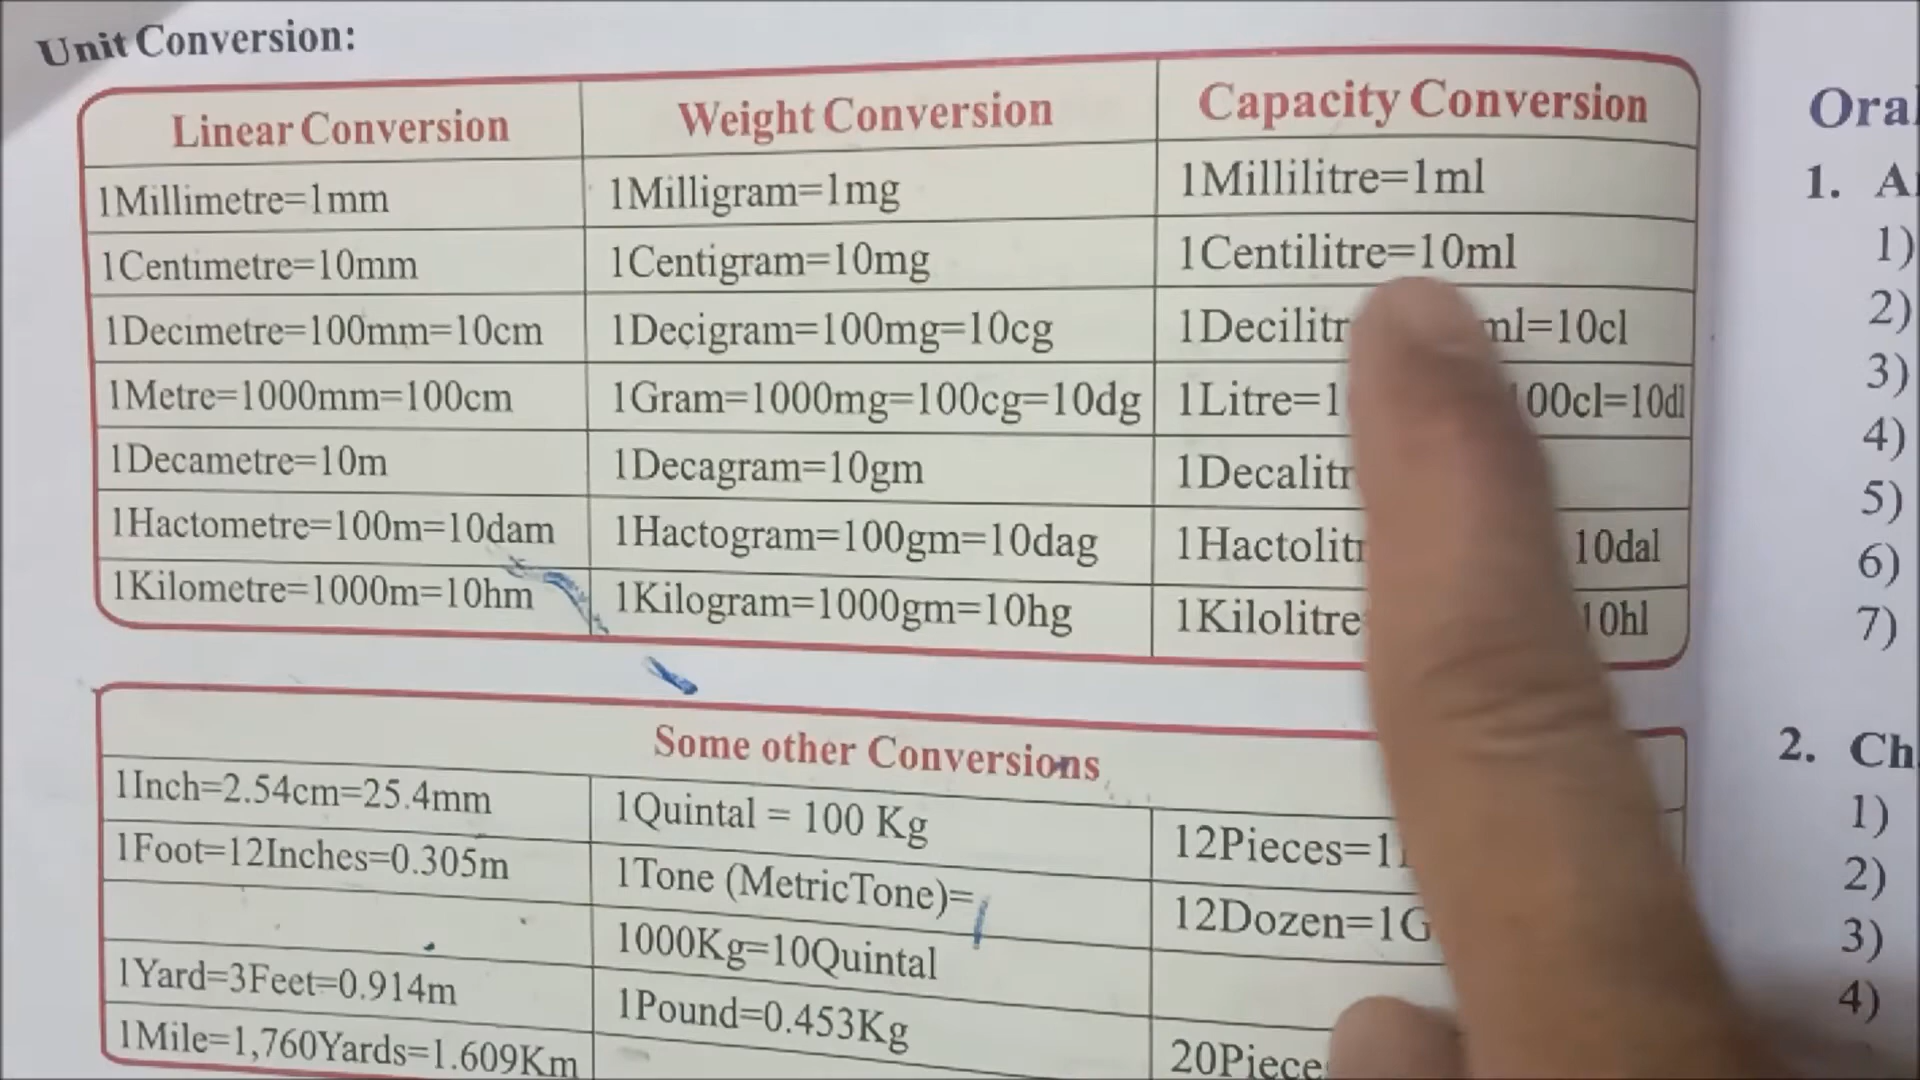 Unit Conversion:
Linear Conversion
Weight Conversion
Capacity Conversion
1Millimetre=1mm
1Milligram=1mg
1Millilitre=1ml
1Centimetre=10mm
1Centigram=10mg
1Centilitre=10ml
1Decimetre=100mm=10cm
1Decigram=100mg=10cg
1Decilitr ml=10cl
1Metre=1000mm=100cm
1Gram=1000mg=100cg=10dg
1Litre=1 00cl=10dl
1Decametre=10m
1Decagram=10gm
1Decalitr
1Hactometre=100m=10dam
1Hactogram=100gm=10dag
1Hactolitr 10dal
1Kilometre=1000m=10hm
1Kilogram=1000gm=10hg
1Kilolitre 10hl
Some other Conversions
1Inch=2.54cm=25.4mm
1Quintal = 100 Kg
12Pieces=1
1Foot=12Inches=0.305m
1Tone (MetricTone)=
12Dozen=1G
1000Kg=10Quintal
1Yard=3Feet=0.914m
1Pound=0.453Kg
1Mile=1,760Yards=1.609Km
20Piece
Ora
1. A
1)
2)
3)
4)
5)
6)
7)
2. Ch
1)
2)
3)
4)